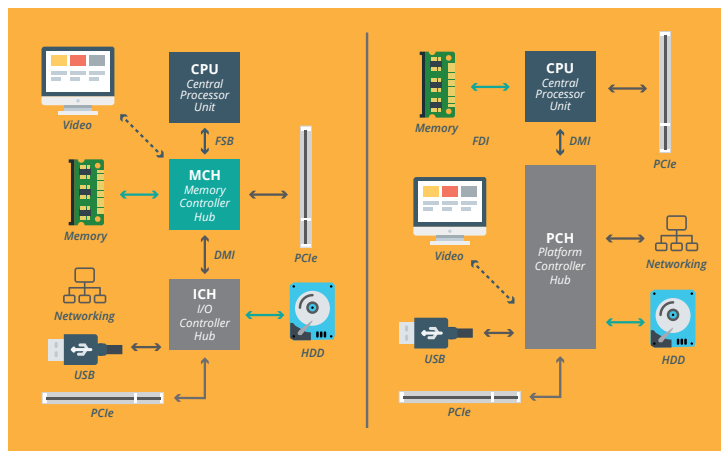 CPU
Central
Processor
Unit
Video
FSB
MCH
Memory
Controller
Hub
Memory
PCIe
DMI
Networking
ICH
I/O
Controller
Hub
HDD
USB
PCIe
CPU
Central
Processor
Unit
Memory
FDI
DMI
PCIe
PCH
Platform
Controller
Hub
Video
Networking
USB
HDD
PCIe